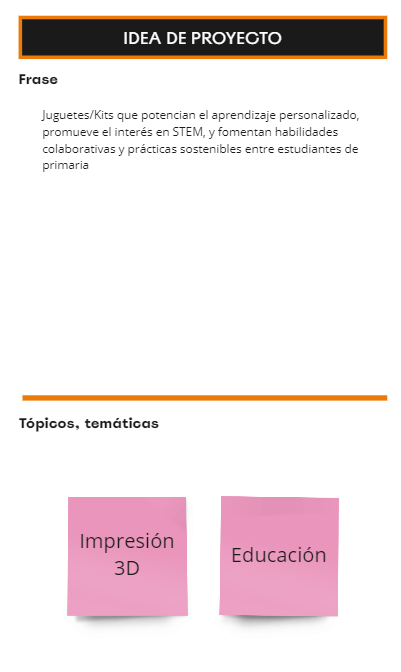 IDEA DE PROYECTO
Frase
Juguetes/Kits que potencian el aprendizaje personalizado,
promueve el interés en STEM, y fomentan habilidades
colaborativas y prácticas sostenibles entre estudiantes de
primaria
Tópicos, temáticas
Impresión
3D
Educación